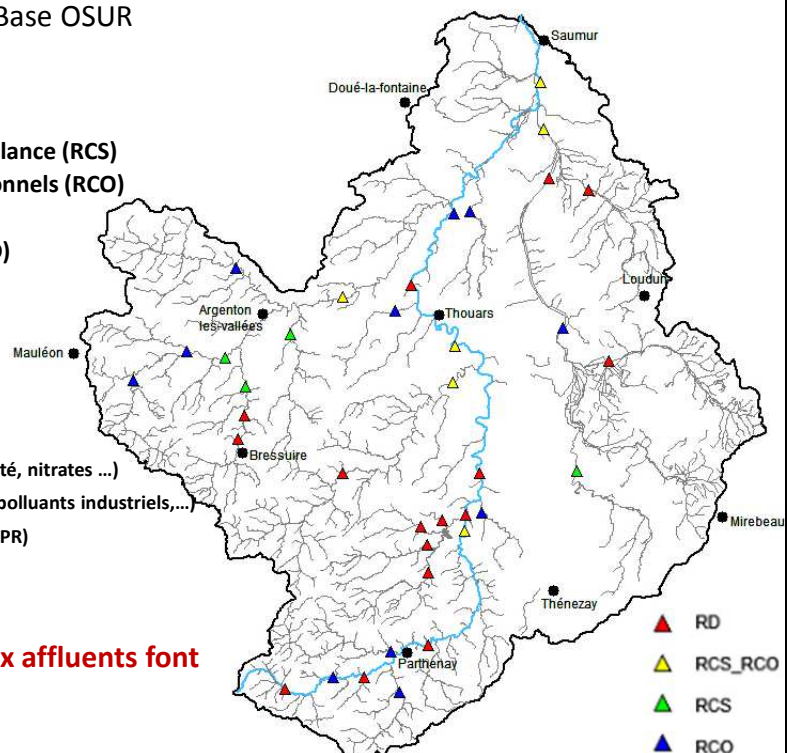 Base OSUR
Saumur
Doué-la-fontaine
lance (RCS)
onnels (RCO)
)
Loudun
Argenton
les-vallées
Thouars
Mauléon
Bressuire
té, nitrates ...)
polluants industriels,...)
PR)
Mirebeau
Thénezay
RD
x affluents font
Parthenay
RCS_RCO
RCS
RCO